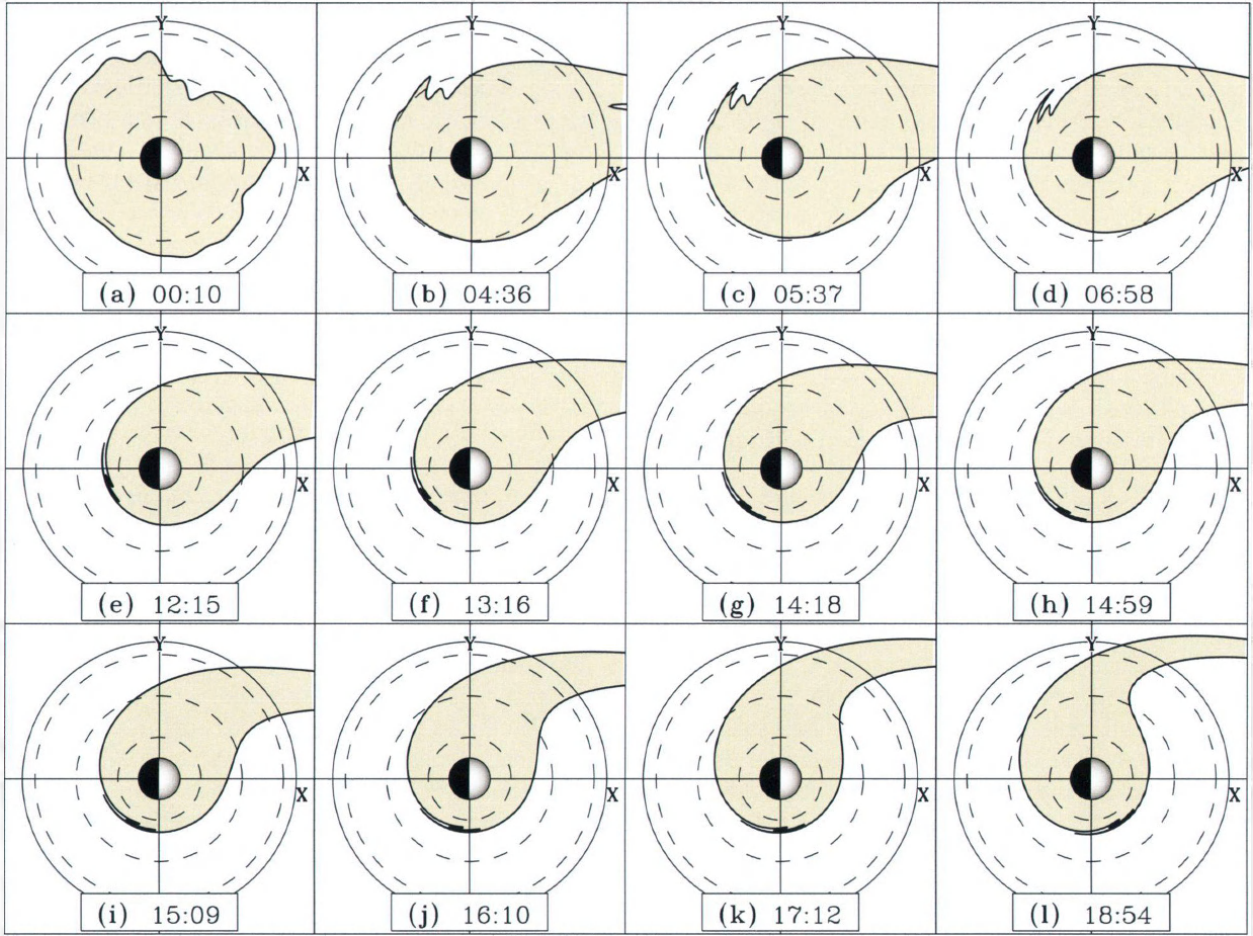 Y
X
(a) 00:10
Y
X
(b) 04:36
Y
X
(c) 05:37
Y
X
(d) 06:58
Y
X
(e) 12:15
Y
X
(f) 13:16
Y
X
(g) 14:18
Y
X
(h) 14:59
Y
X
(i) 15:09
Y
X
(j) 16:10
Y
X
(k) 17:12
Y
X
(l) 18:54